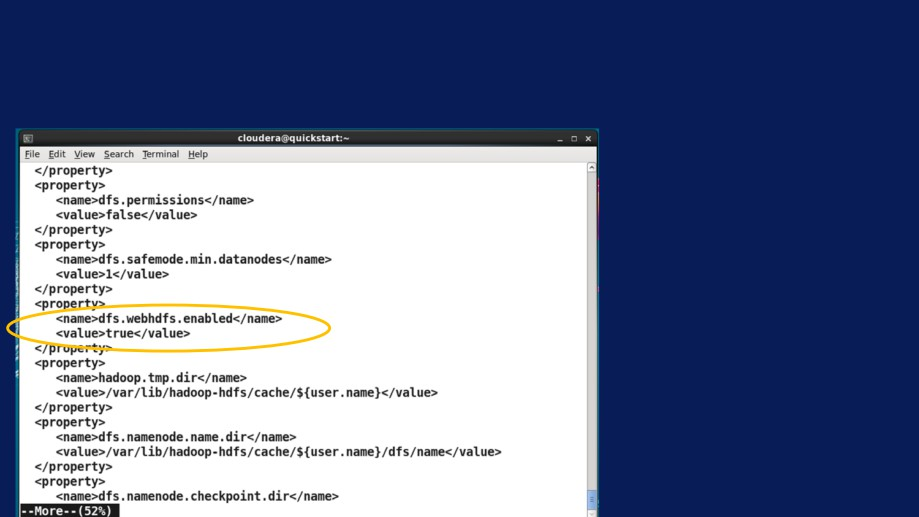 cloudera@quickstart:~
File Edit View Search Terminal Help
</property>
<property>
<name>dfs.permissions</name>
<value>false</value>
</property>
<property>
<name>dfs.safemode.min.datanodes</name>
<value>1</value>
</property>
<property>
<name>dfs.webhdfs.enabled</name>
<value>true</value>
</property>
<property>
<name>hadoop.tmp.dir</name>
<value>/var/lib/hadoop-hdfs/cache/${user.name}</value>
</property>
<property>
<name>dfs.namenode.name.dir</name>
<value>/var/lib/hadoop-hdfs/cache/${user.name}/dfs/name</value>
</property>
<property>
<name>dfs.namenode.checkpoint.dir</name>
--More--(52%)